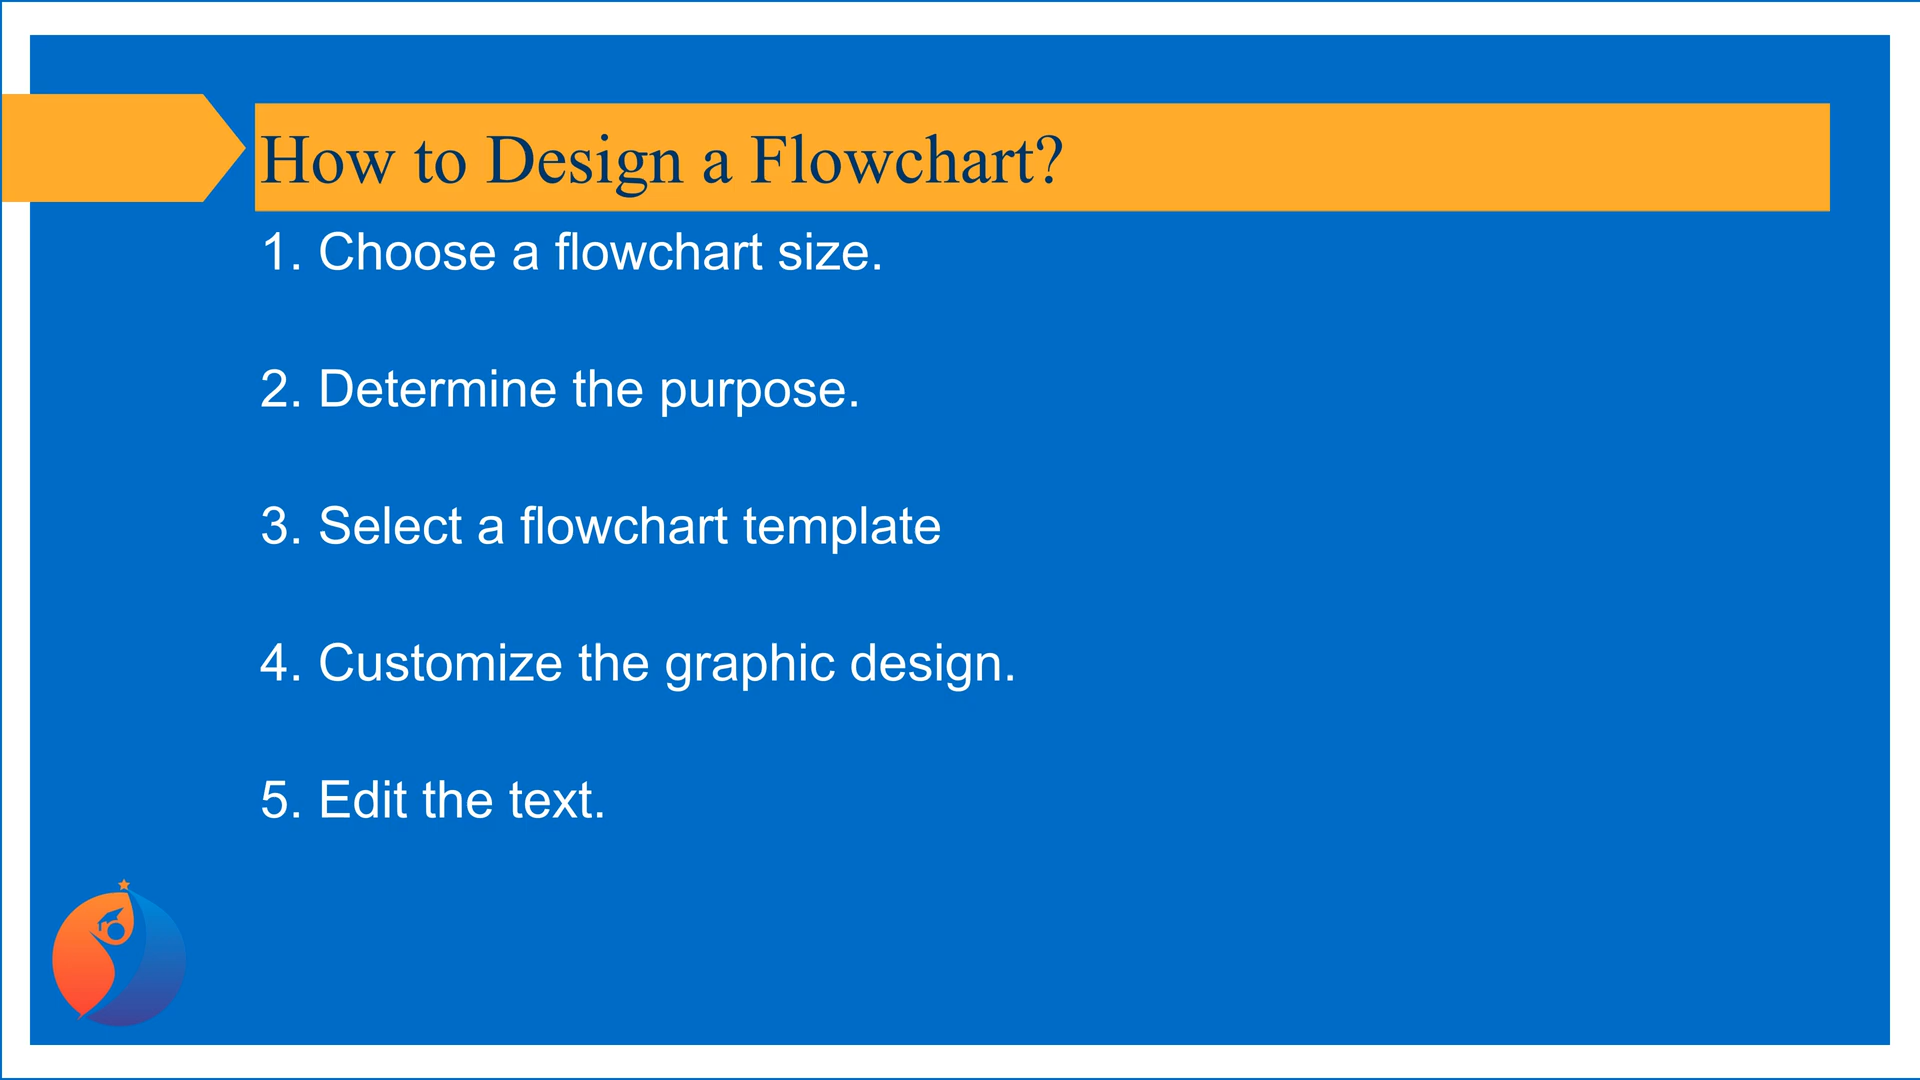 How to Design a Flowchart?
1. Choose a flowchart size.
2. Determine the purpose.
3. Select a flowchart template
4. Customize the graphic design.
5. Edit the text.